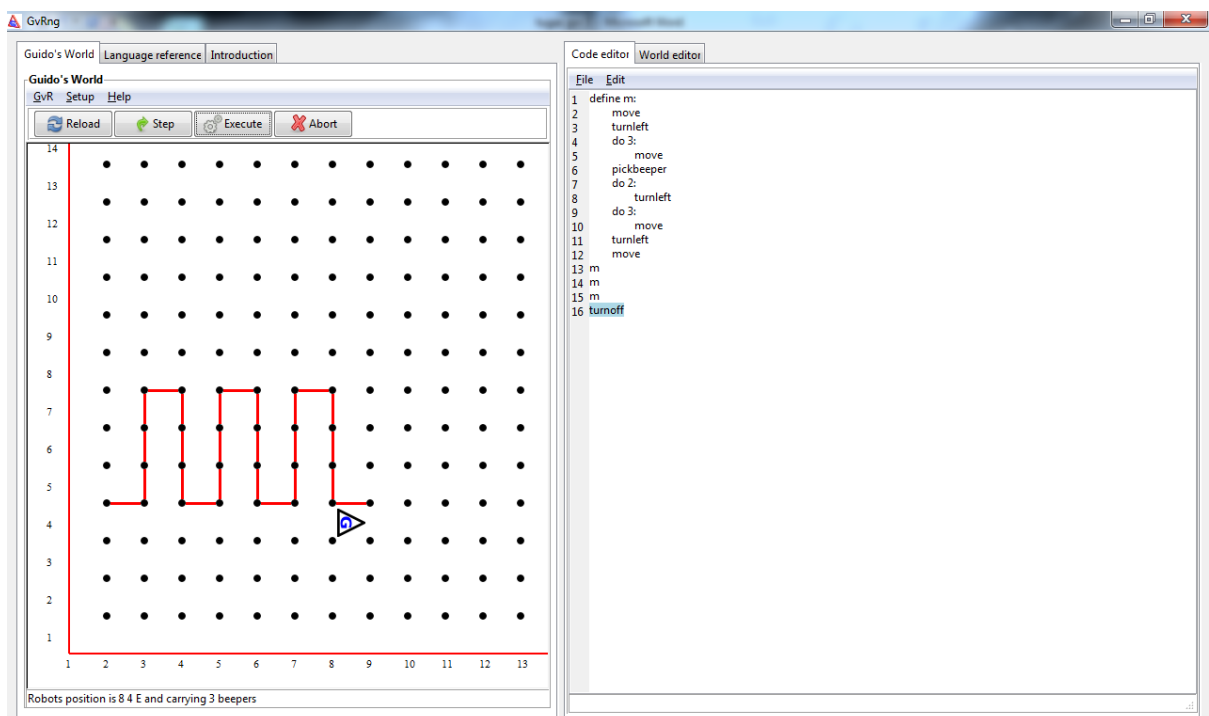 GvRng
Guido's World Language reference Introduction
Guido's World
GvR Setup Help
Reload Step Execute Abort
14
13
12
11
10
9
8
7
6
5
4
3
2
1
G
1 2 3 4 5 6 7 8 9 10 11 12 13
Robots position is 8 4 E and carrying 3 beepers
Code editor World editor
File Edit
1 define m:
2 move
3 turnleft
4 do 3:
5 move
6 pickbeeper
7 do 2:
8 turnleft
9 do 3:
10 move
11 turnleft
12 move
13 m
14 m
15 m
16 turnoff